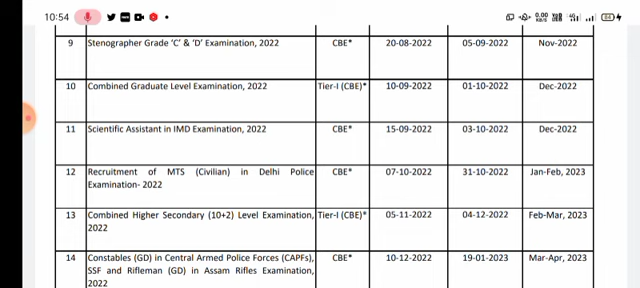 10:54
0.00
KB/S
4G
84
9 Stenographer Grade 'C' & 'D' Examination, 2022 CBE* 20-08-2022 05-09-2022 Nov-2022
10 Combined Graduate Level Examination, 2022 Tier-I (CBE)* 10-09-2022 01-10-2022 Dec-2022
11 Scientific Assistant in IMD Examination, 2022 CBE* 15-09-2022 03-10-2022 Dec-2022
12 Recruitment of MTS (Civilian) in Delhi Police CBE* 07-10-2022 31-10-2022 Jan-Feb, 2023
Examination- 2022
13 Combined Higher Secondary (10+2) Level Examination, Tier-I (CBE)* 05-11-2022 04-12-2022 Feb-Mar, 2023
2022
14 Constables (GD) in Central Armed Police Forces (CAPFs), CBE* 10-12-2022 19-01-2023 Mar-Apr, 2023
SSF and Rifleman (GD) in Assam Rifles Examination,
2022